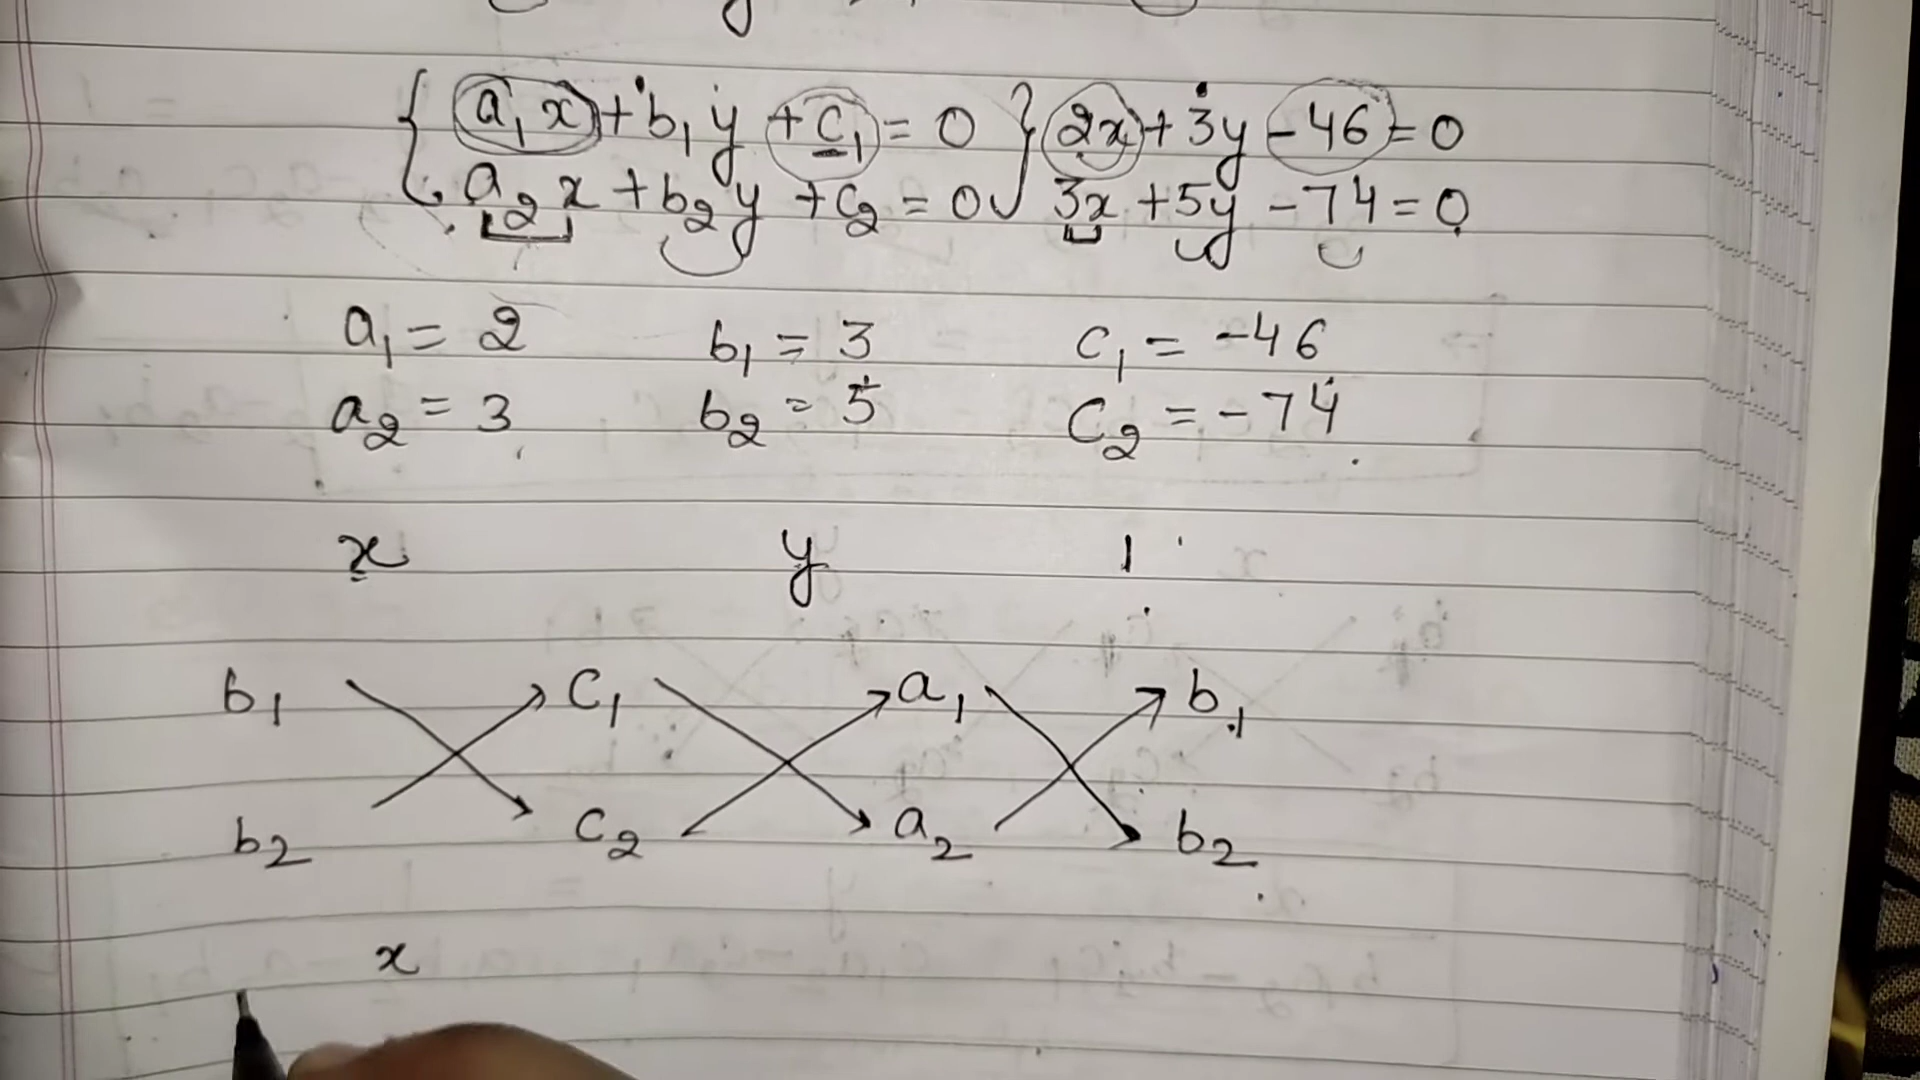 a₁x + b₁y + c₁ = 0 } 2x + 3y - 46 = 0
a₂x + b₂y + c₂ = 0 3x + 5y - 74 = 0
a₁ = 2 b₁ = 3 c₁ = -46
a₂ = 3 b₂ = 5 c₂ = -74
x y 1
b₁ c₁ a₁ b₁
b₂ c₂ a₂ b₂
x